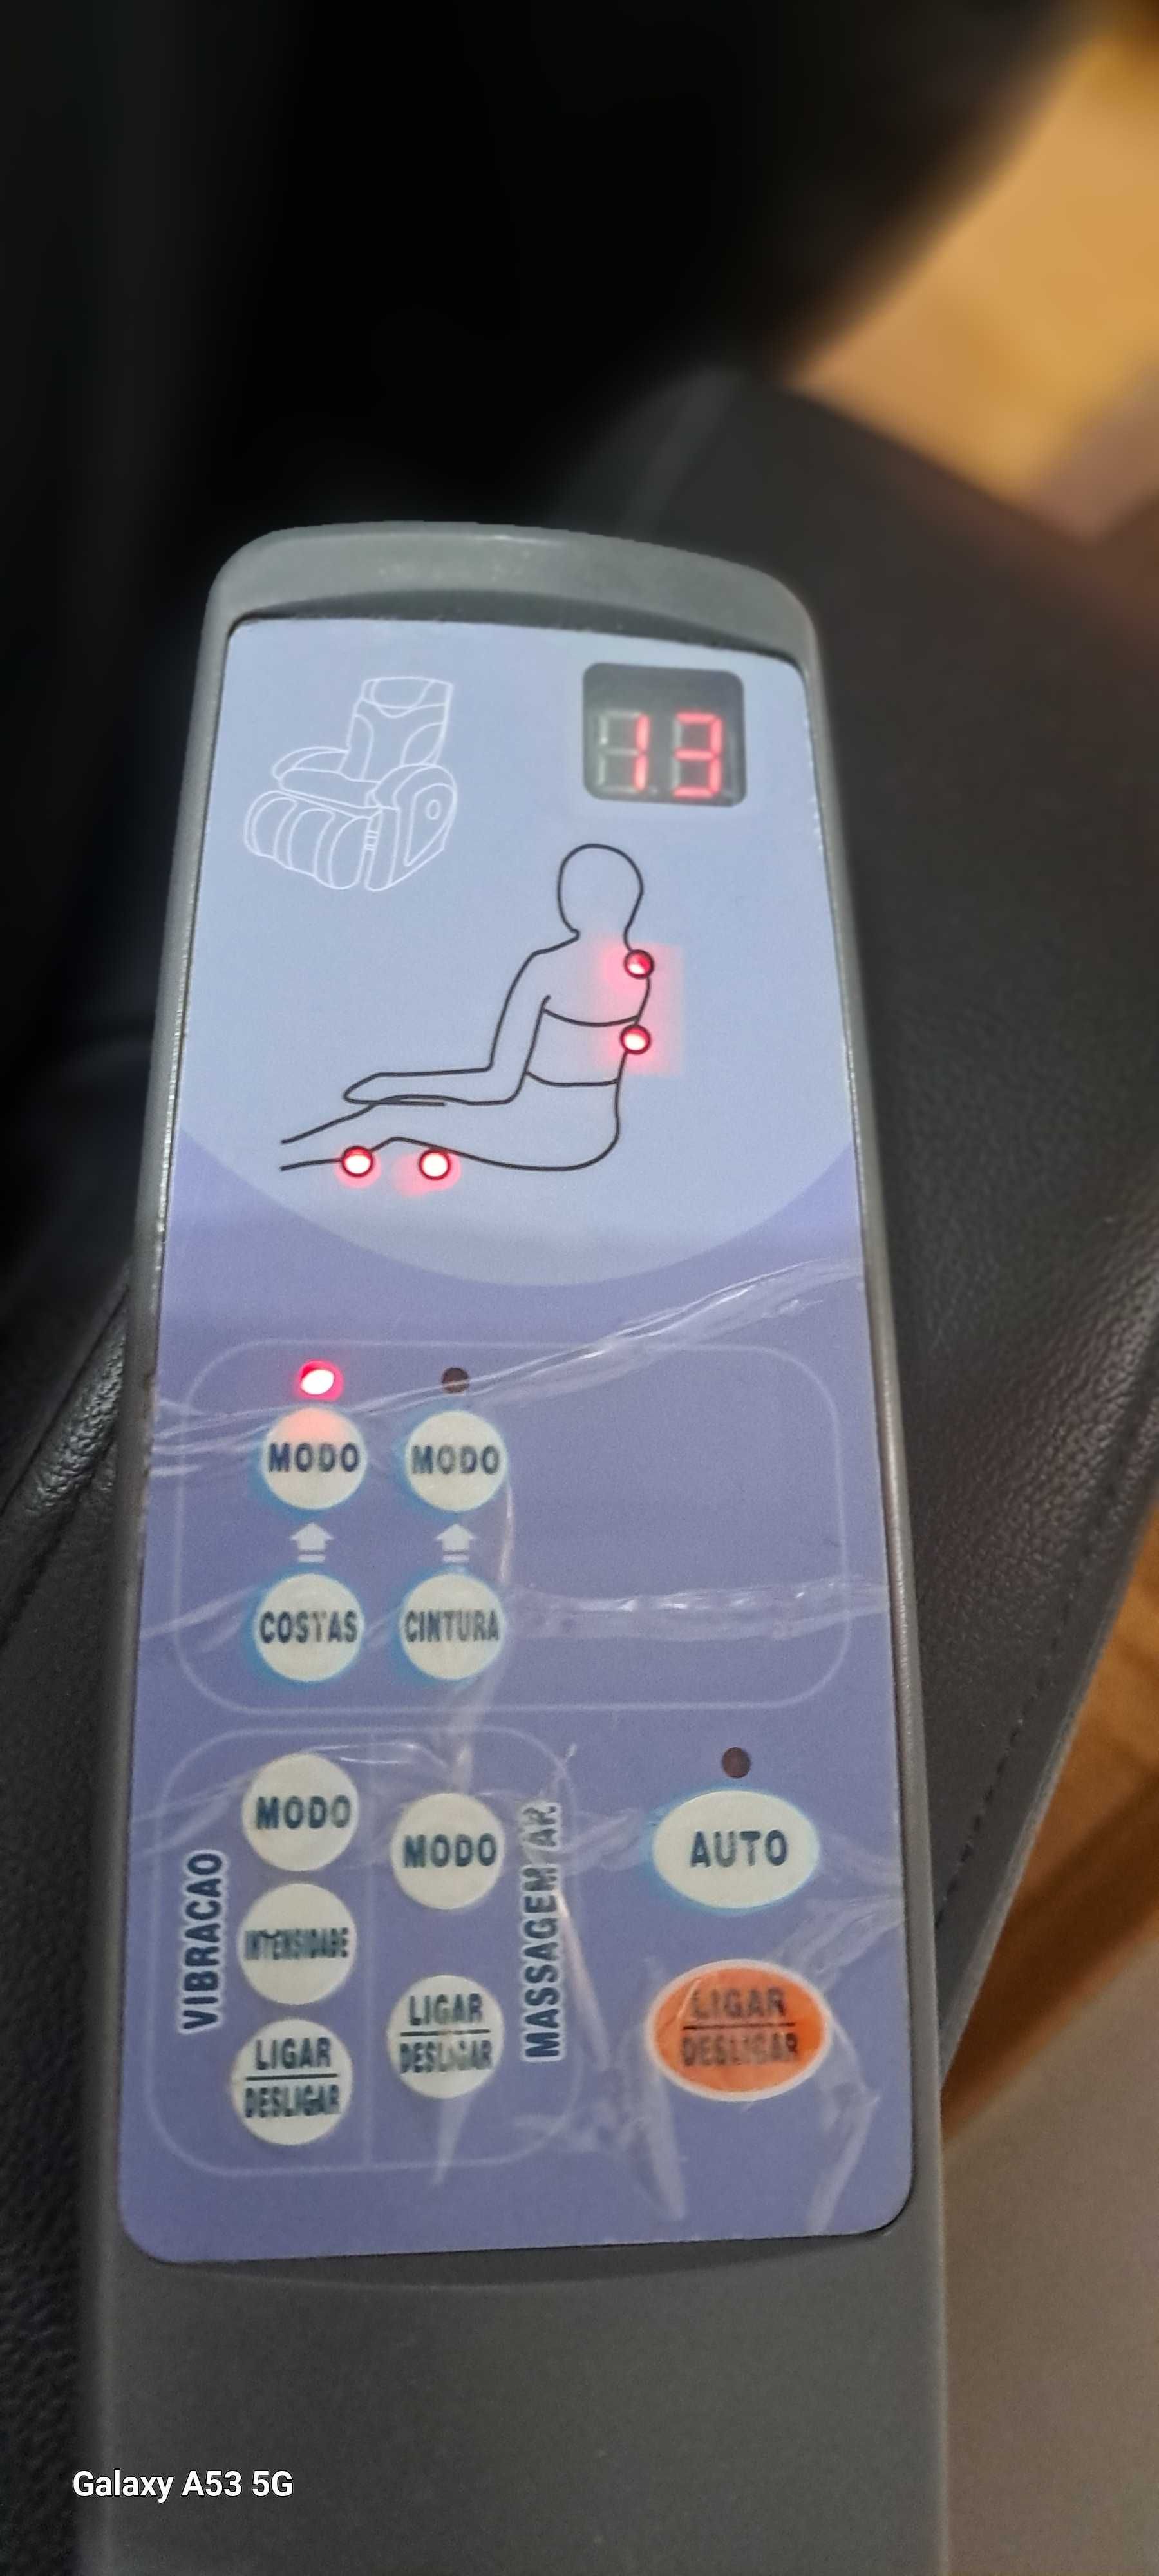 13
MODO MODO
COSTAS CINTURA
VIBRACAO
MODO
INTENSIDADE
LIGAR
DESLIGAR
MODO
LIGAR
DESLIGAR
MASSAGEM AR
AUTO
LIGAR
DESLIGAR
Galaxy A53 5G